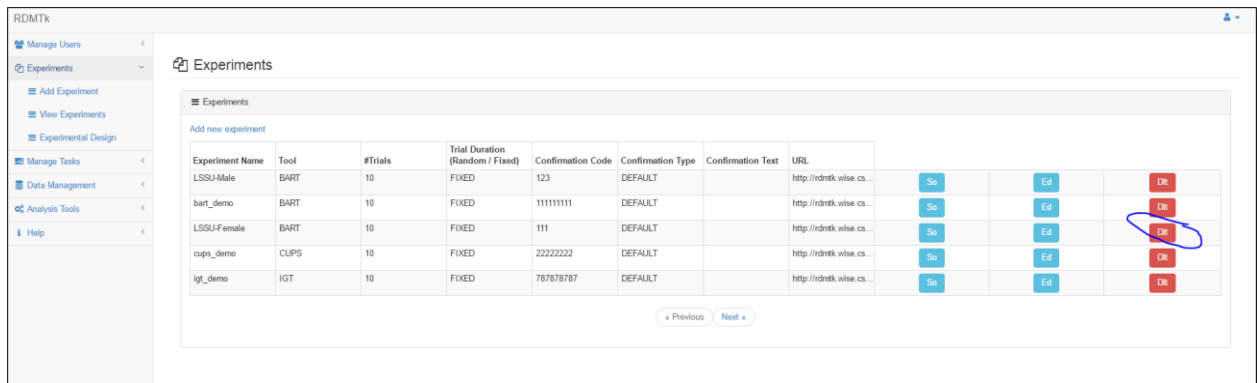 RDMTk
Manage Users
Experiments
Add Experiment
View Experiments
Experimental Design
Manage Tasks
Data Management
Analysis Tools
Help
Experiments
Experiments
Add new experiment
Experiment Name Tool #Trials Trial Duration (Random / Fixed) Confirmation Code Confirmation Type Confirmation Text URL
LSSU-Male BART 10 FIXED 123 DEFAULT http://rdmtk.wise.cs... So Ed Dlt
bart_demo BART 10 FIXED 111111111 DEFAULT http://rdmtk.wise.cs... So Ed Dlt
LSSU-Female BART 10 FIXED 111 DEFAULT http://rdmtk.wise.cs... So Ed Dlt
cups_demo CUPS 10 FIXED 22222222 DEFAULT http://rdmtk.wise.cs... So Ed Dlt
igt_demo IGT 10 FIXED 787878787 DEFAULT http://rdmtk.wise.cs... So Ed Dlt
« Previous Next »